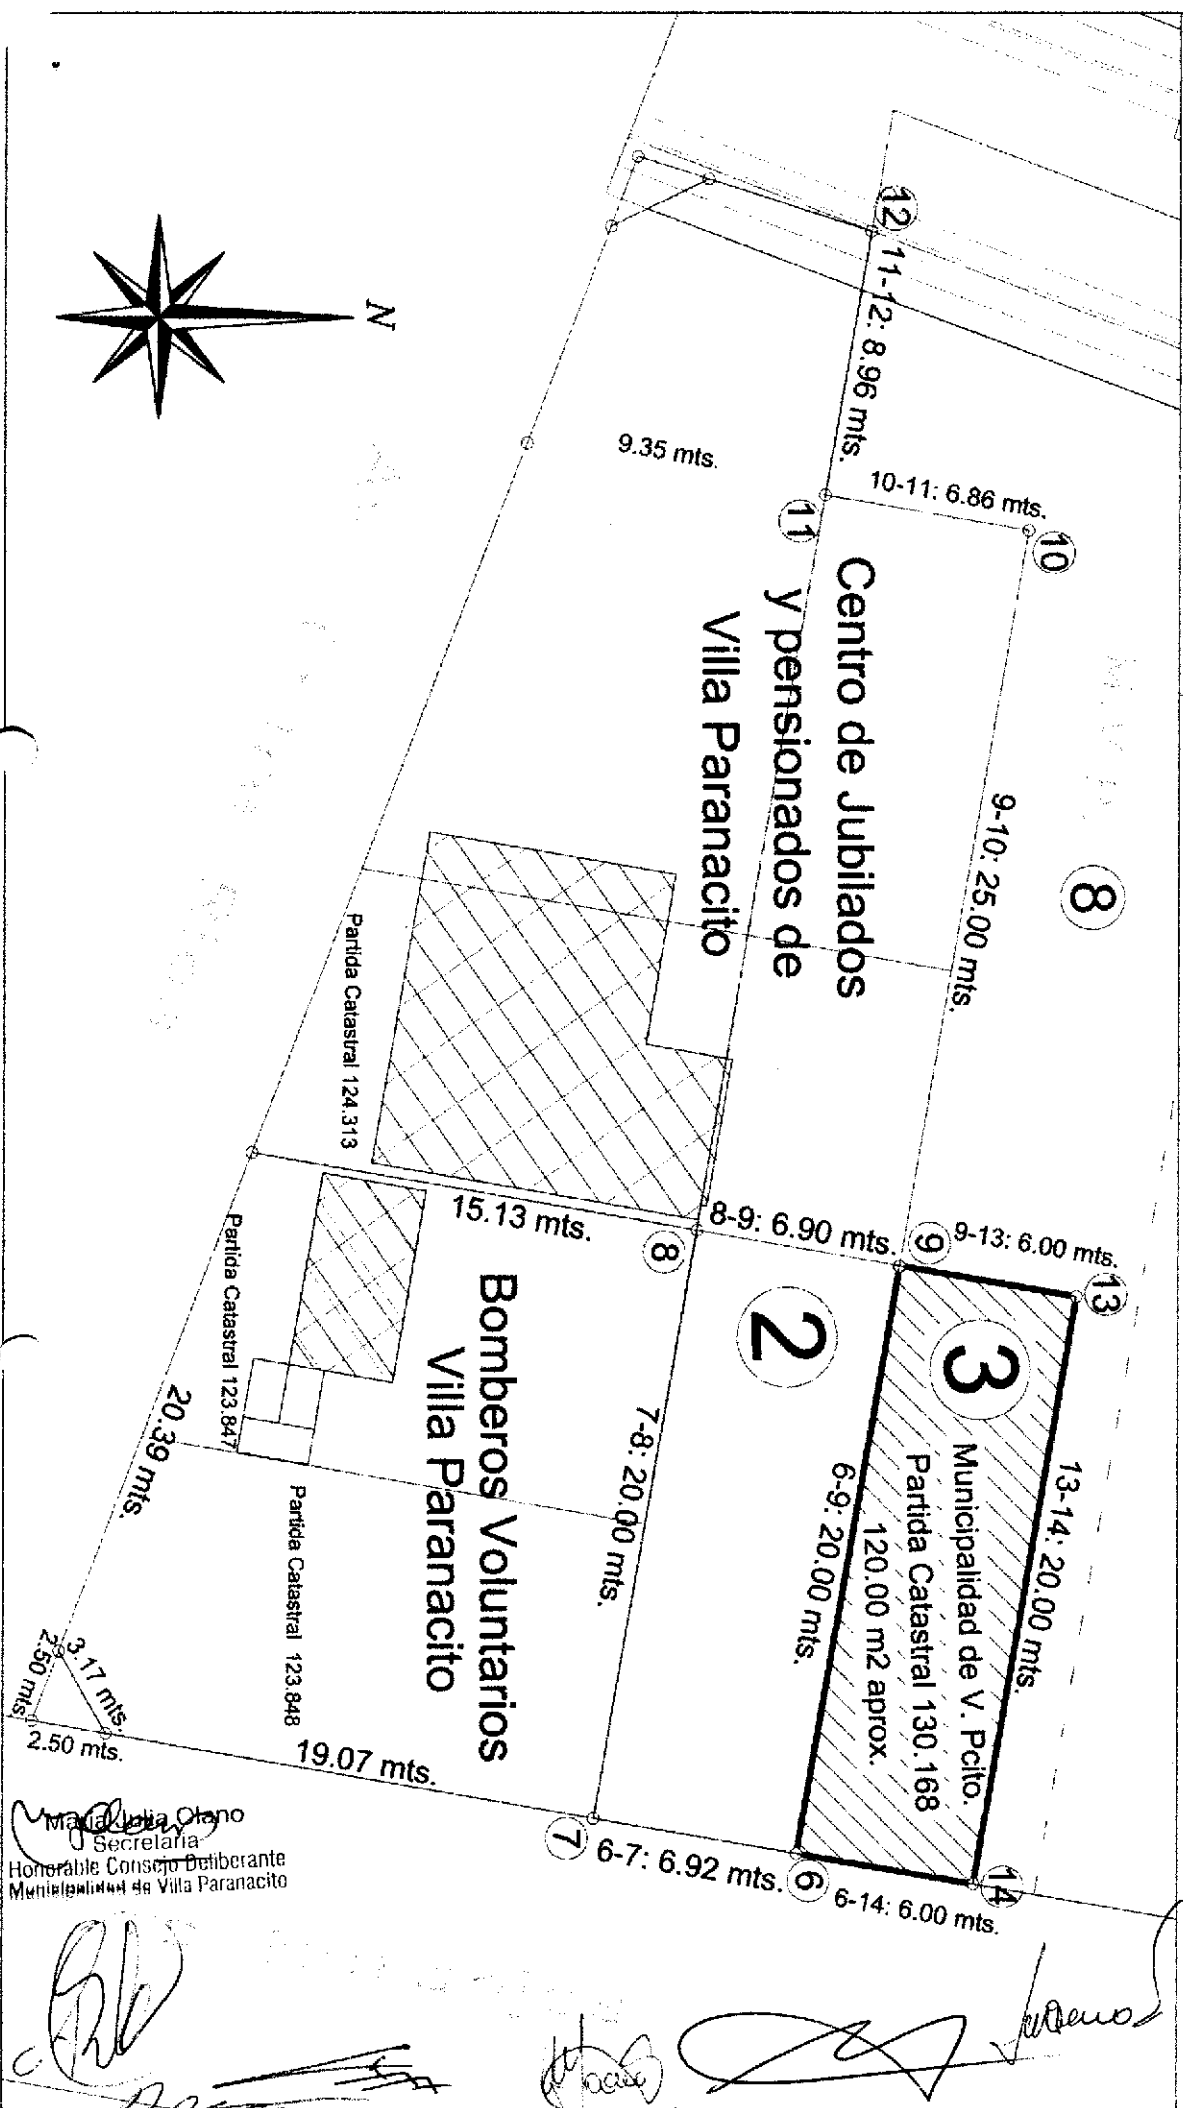 N
12
11-12: 8.96 mts.
9.35 mts.
10-11: 6.86 mts.
11
10
Centro de Jubilados
y pensionados de
Villa Paranacito
9-10: 25.00 mts.
8
Partida Catastral 124.313
15.13 mts.
8
8-9: 6.90 mts.
9
9-13: 6.00 mts.
13
2
3
Municipalidad de V. Pcito.
Partida Catastral 130.168
120.00 m2 aprox.
13-14: 20.00 mts.
6-9: 20.00 mts.
7-8: 20.00 mts.
Bomberos Voluntarios
Villa Paranacito
Partida Catastral 123.847
20.39 mts.
Partida Catastral 123.848
3.17 mts.
2.50 mts.
2.50 mts.
19.07 mts.
7
6-7: 6.92 mts.
6
6-14: 6.00 mts.
14
Maria Julia Olano
Secretaria
Honorable Consejo Deliberante
Municipalidad de Villa Paranacito